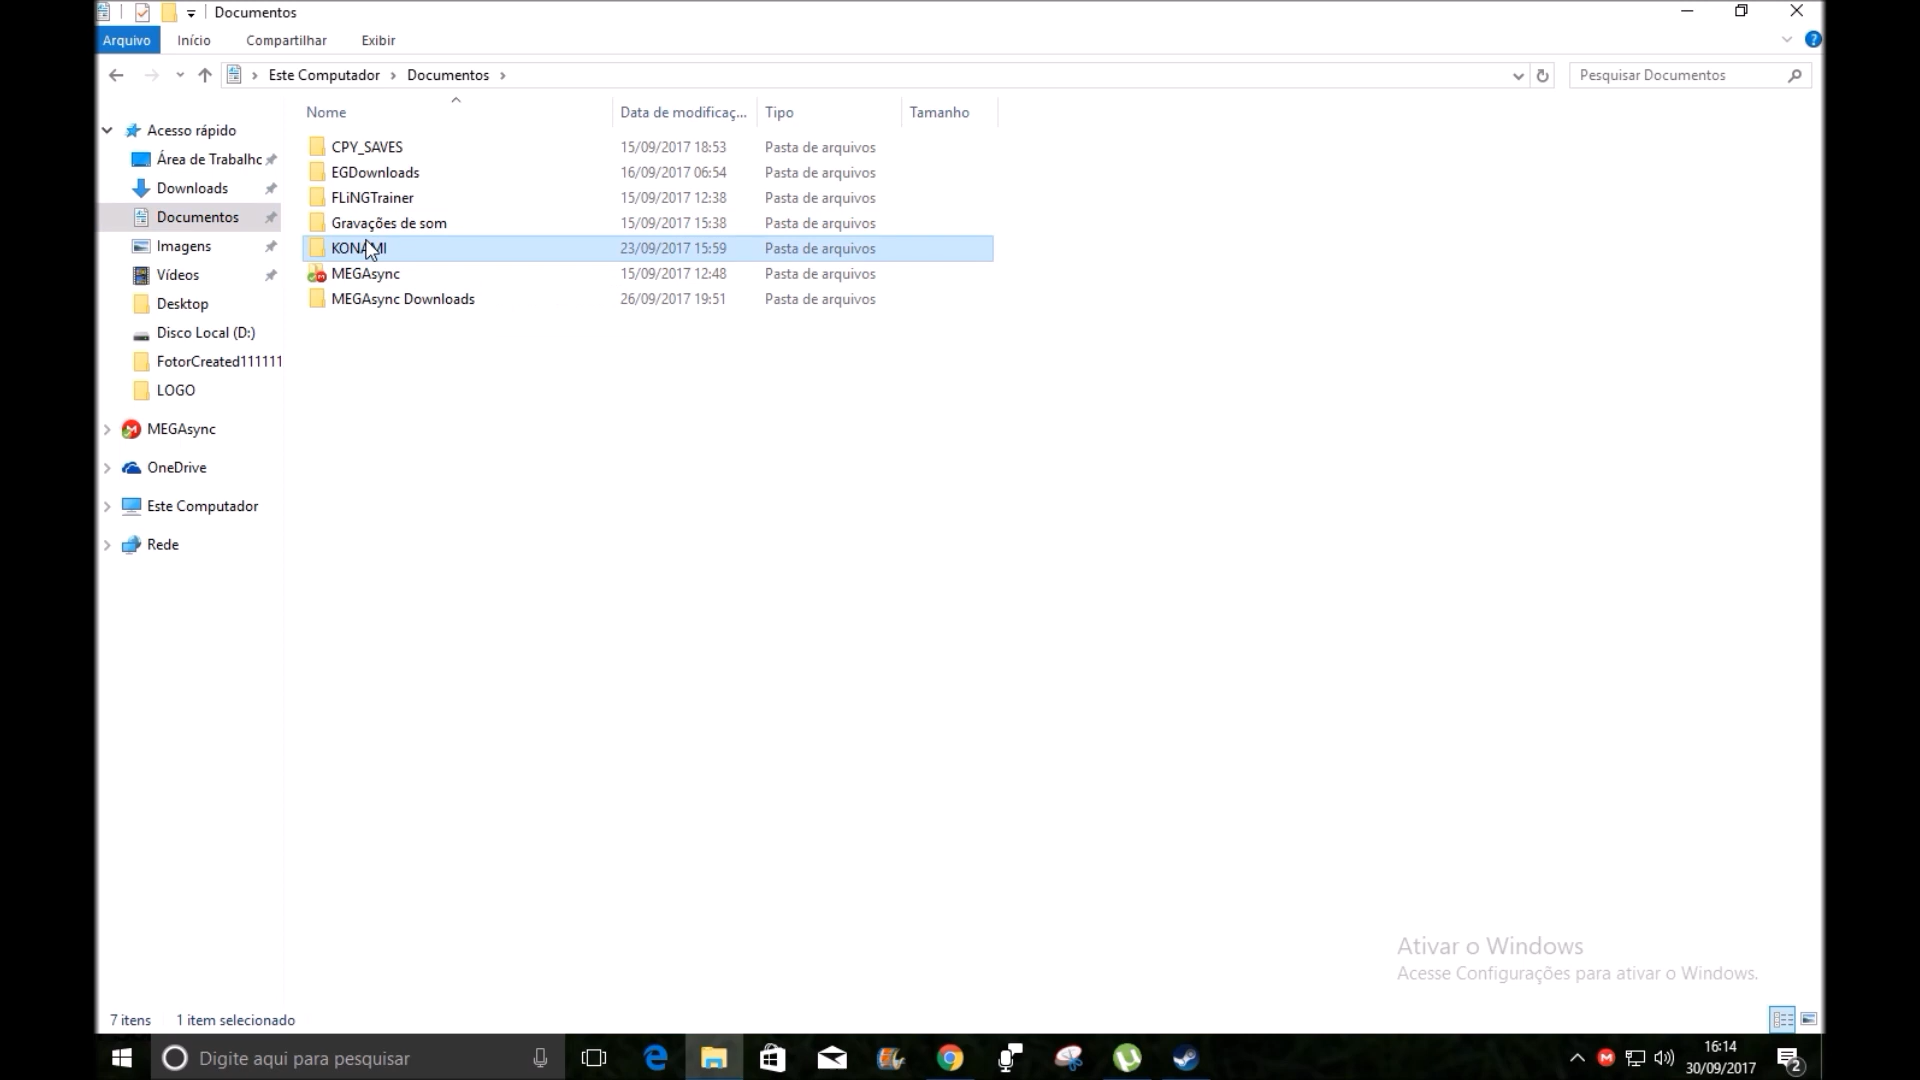 Documentos
Arquivo Início Compartilhar Exibir
Este Computador Documentos
Pesquisar Documentos
Nome Data de modificaç... Tipo Tamanho
Acesso rápido
Área de Trabalhc
Downloads
Documentos
Imagens
Vídeos
Desktop
Disco Local (D:)
FotorCreated111111
LOGO
MEGAsync
OneDrive
Este Computador
Rede
CPY_SAVES 15/09/2017 18:53 Pasta de arquivos
EGDownloads 16/09/2017 06:54 Pasta de arquivos
FLiNGTrainer 15/09/2017 12:38 Pasta de arquivos
Gravações de som 15/09/2017 15:38 Pasta de arquivos
KONAMI 23/09/2017 15:59 Pasta de arquivos
MEGAsync 15/09/2017 12:48 Pasta de arquivos
MEGAsync Downloads 26/09/2017 19:51 Pasta de arquivos
Ativar o Windows
Acesse Configurações para ativar o Windows.
7 itens 1 item selecionado
Digite aqui para pesquisar
16:14
30/09/2017
2